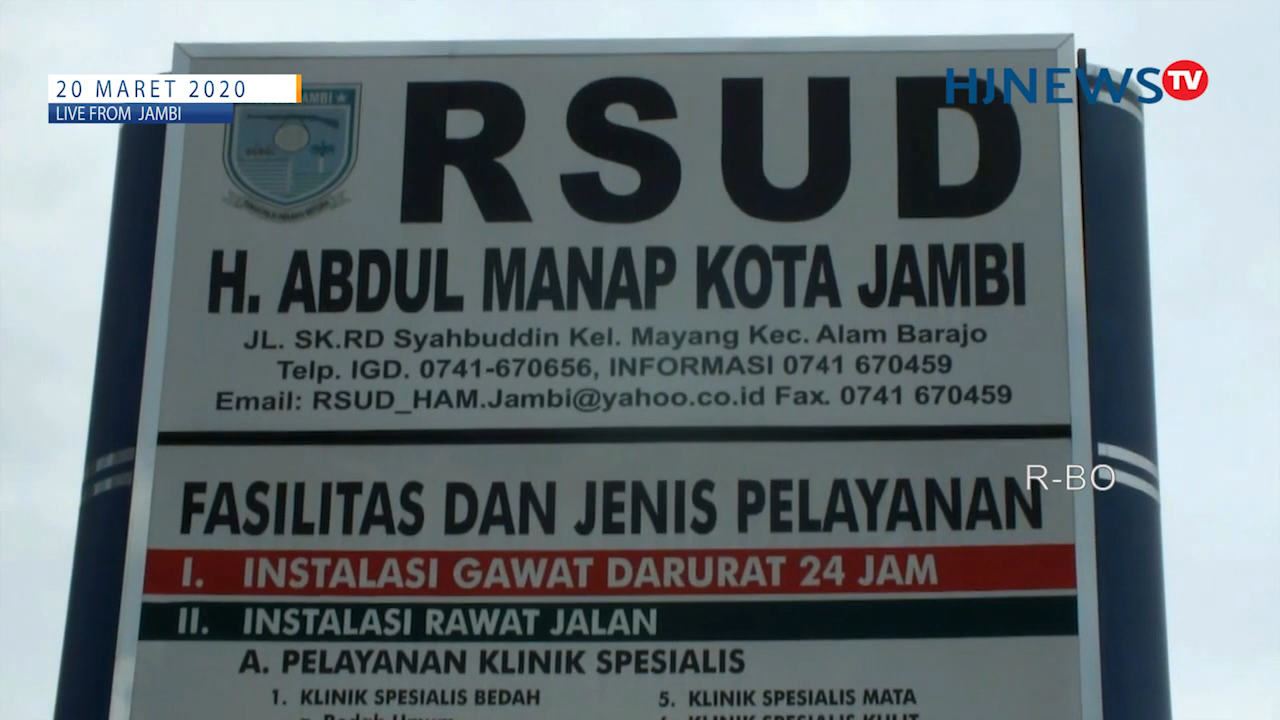 20 MARET 2020
LIVE FROM JAMBI
HJNEWS TV
RSUD
H. ABDUL MANAP KOTA JAMBI
JL. SK.RD Syahbuddin Kel. Mayang Kec. Alam Barajo
Telp. IGD. 0741-670656, INFORMASI 0741 670459
Email: RSUD_HAM.Jambi@yahoo.co.id Fax. 0741 670459
R-BO
FASILITAS DAN JENIS PELAYANAN
I. INSTALASI GAWAT DARURAT 24 JAM
II. INSTALASI RAWAT JALAN
A. PELAYANAN KLINIK SPESIALIS
1. KLINIK SPESIALIS BEDAH
5. KLINIK SPESIALIS MATA